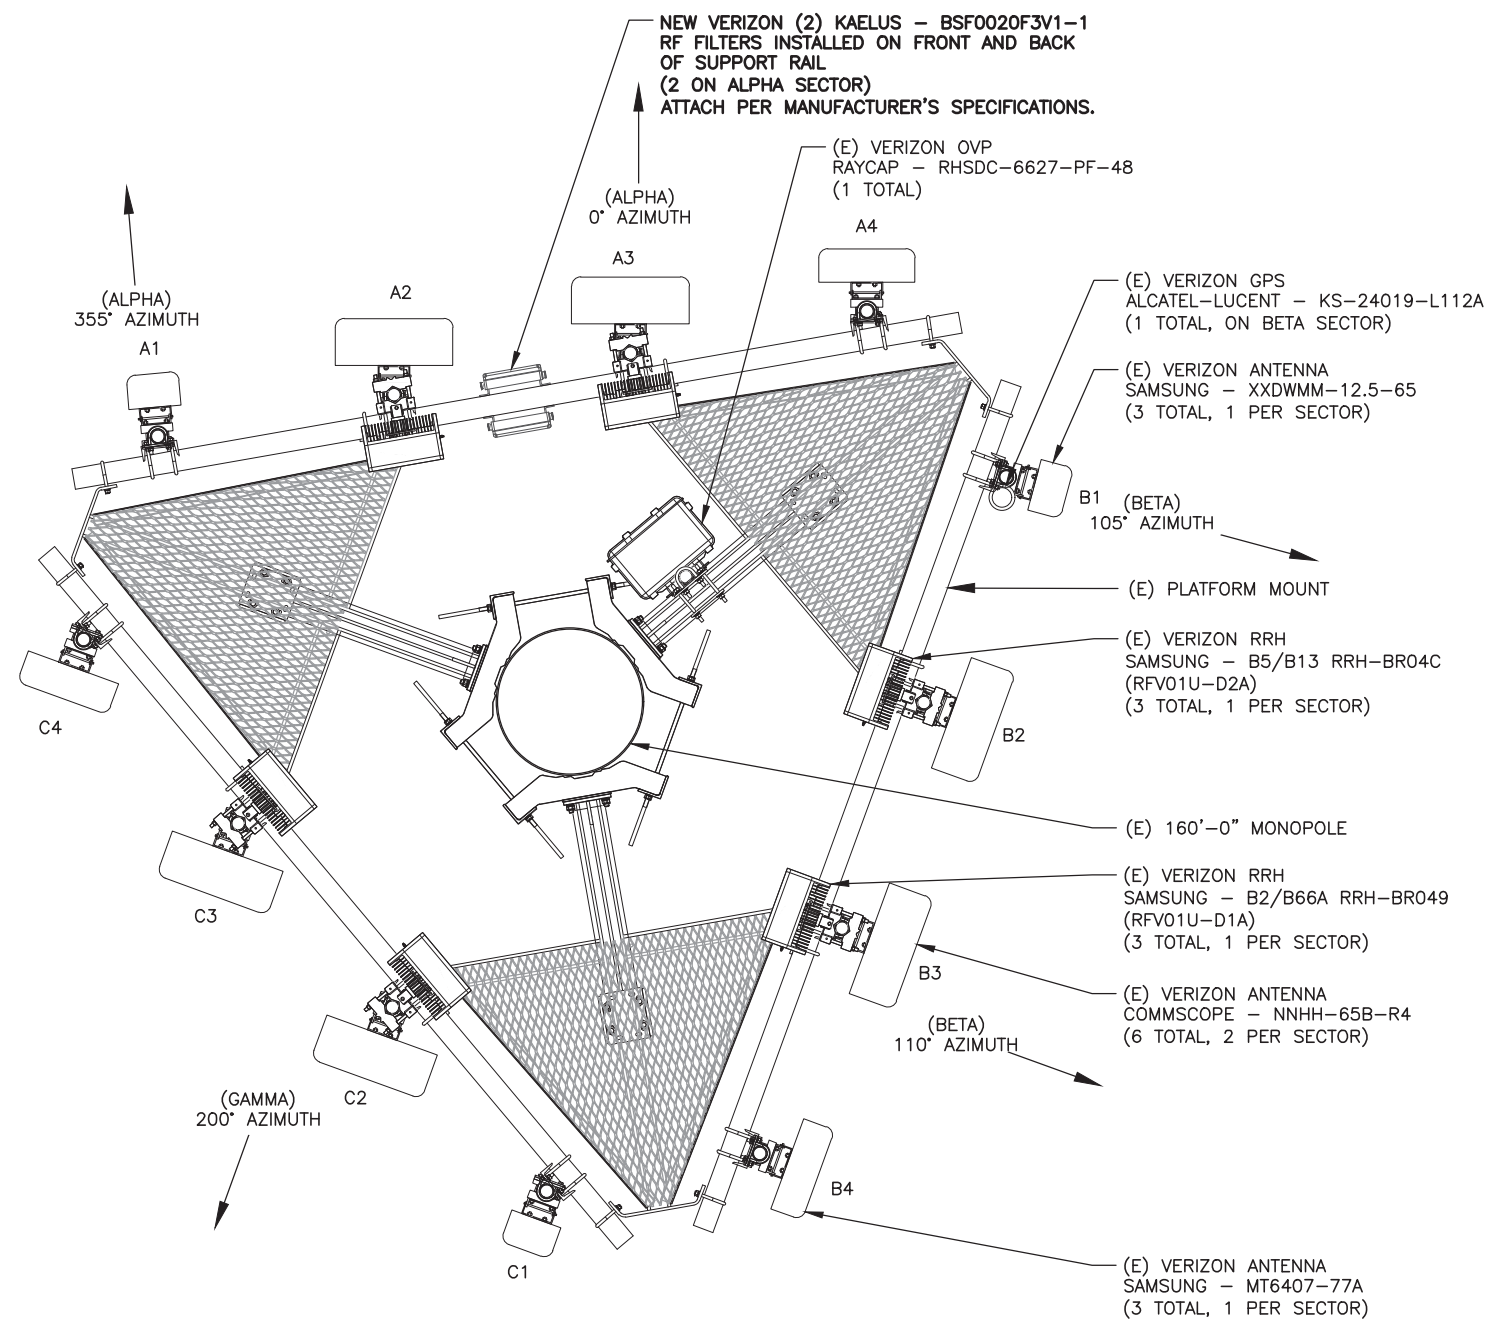 NEW VERIZON (2) KAELUS – BSF0020F3V1–1
RF FILTERS INSTALLED ON FRONT AND BACK
OF SUPPORT RAIL
(2 ON ALPHA SECTOR)
ATTACH PER MANUFACTURER'S SPECIFICATIONS.
(E) VERIZON OVP
RAYCAP – RHSDC–6627–PF–48
(1 TOTAL)
(ALPHA)
0° AZIMUTH
A4
A3
(ALPHA)
355° AZIMUTH
A2
A1
(E) VERIZON GPS
ALCATEL–LUCENT – KS–24019–L112A
(1 TOTAL, ON BETA SECTOR)
(E) VERIZON ANTENNA
SAMSUNG – XXDWMM–12.5–65
(3 TOTAL, 1 PER SECTOR)
B1
(BETA)
105° AZIMUTH
(E) PLATFORM MOUNT
(E) VERIZON RRH
SAMSUNG – B5/B13 RRH–BR04C
(RFV01U–D2A)
(3 TOTAL, 1 PER SECTOR)
C4
B2
(E) 160'–0" MONOPOLE
(E) VERIZON RRH
SAMSUNG – B2/B66A RRH–BR049
(RFV01U–D1A)
(3 TOTAL, 1 PER SECTOR)
C3
B3
(E) VERIZON ANTENNA
COMMSCOPE – NNHH–65B–R4
(6 TOTAL, 2 PER SECTOR)
(BETA)
110° AZIMUTH
C2
(GAMMA)
200° AZIMUTH
B4
C1
(E) VERIZON ANTENNA
SAMSUNG – MT6407–77A
(3 TOTAL, 1 PER SECTOR)